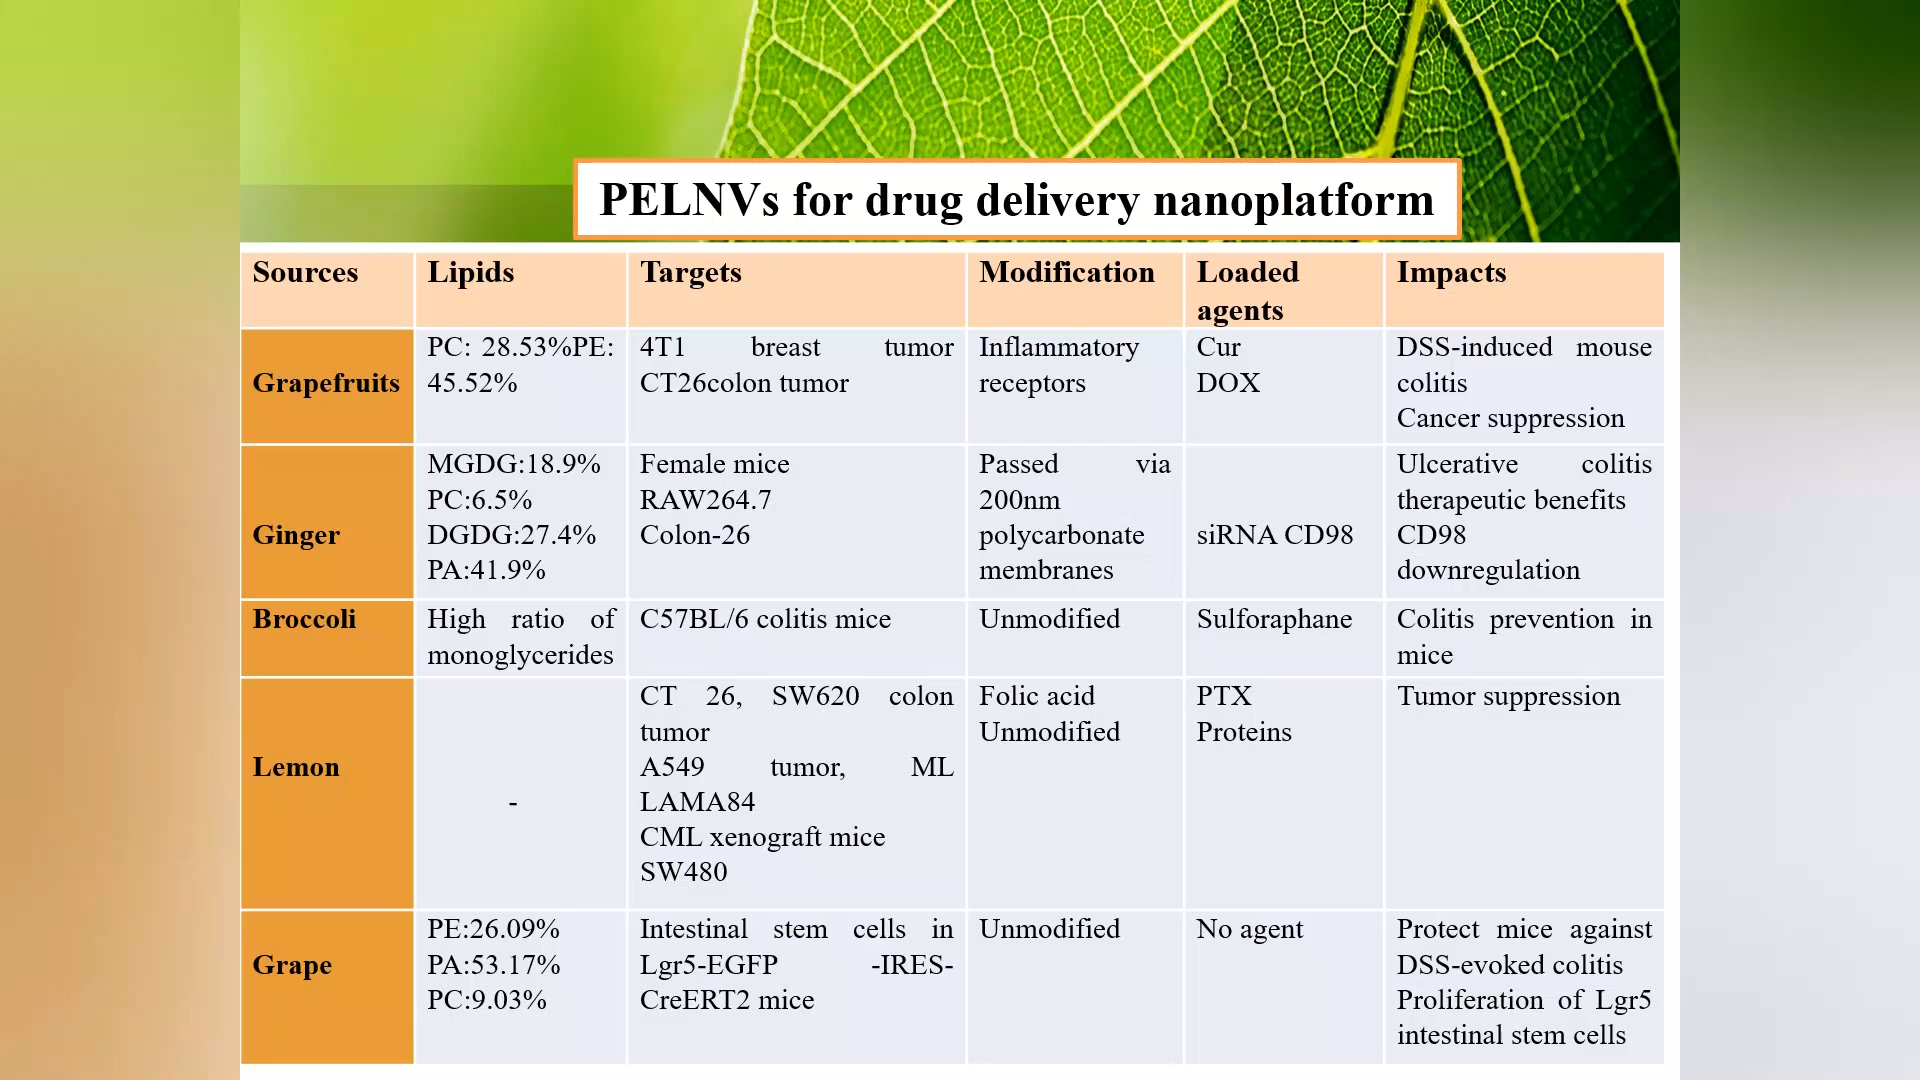 PELNVs for drug delivery nanoplatform
Sources
Lipids
Targets
Modification
Loaded
agents
Impacts
Grapefruits
PC: 28.53%PE:
45.52%
4T1 breast tumor
CT26colon tumor
Inflammatory
receptors
Cur
DOX
DSS-induced mouse
colitis
Cancer suppression
Ginger
MGDG:18.9%
PC:6.5%
DGDG:27.4%
PA:41.9%
Female mice
RAW264.7
Colon-26
Passed via
200nm
polycarbonate
membranes
siRNA CD98
Ulcerative colitis
therapeutic benefits
CD98
downregulation
Broccoli
High ratio of
monoglycerides
C57BL/6 colitis mice
Unmodified
Sulforaphane
Colitis prevention in
mice
Lemon
-
CT 26, SW620 colon
tumor
A549 tumor, ML
LAMA84
CML xenograft mice
SW480
Folic acid
Unmodified
PTX
Proteins
Tumor suppression
Grape
PE:26.09%
PA:53.17%
PC:9.03%
Intestinal stem cells in
Lgr5-EGFP -IRES-
CreERT2 mice
Unmodified
No agent
Protect mice against
DSS-evoked colitis
Proliferation of Lgr5
intestinal stem cells